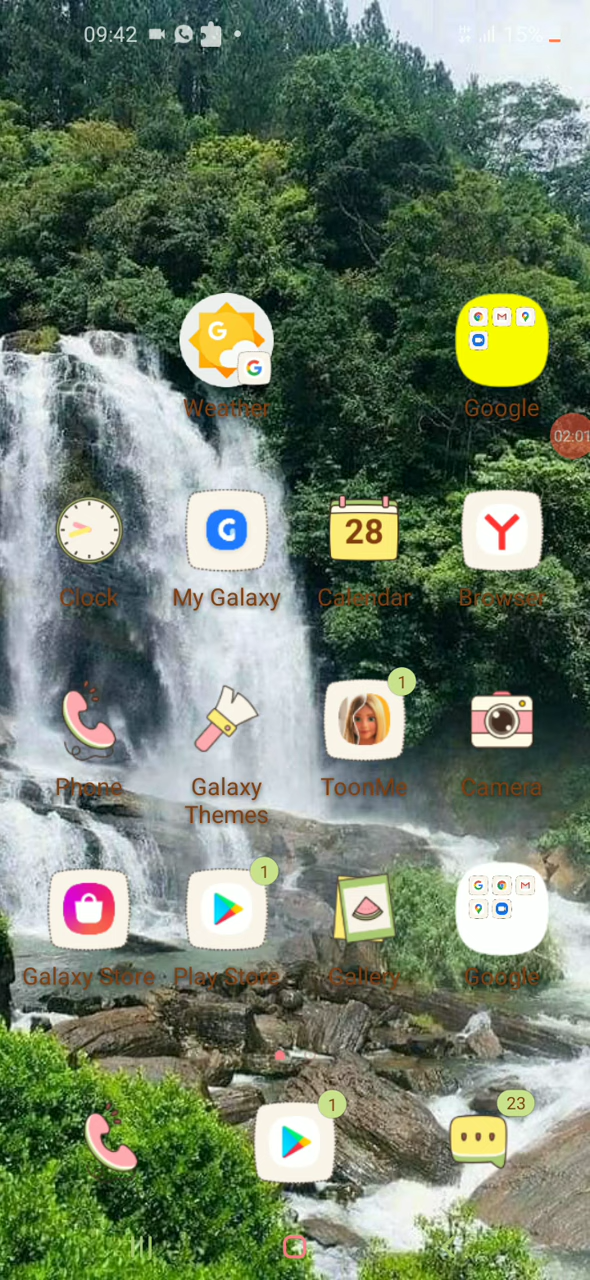 09:42
15%
Weather
Google
02:01
Clock
My Galaxy
28
Calendar
Browser
1
Phone
Galaxy
Themes
ToonMe
Camera
1
Galaxy Store
Play Store
Gallery
Google
1
23